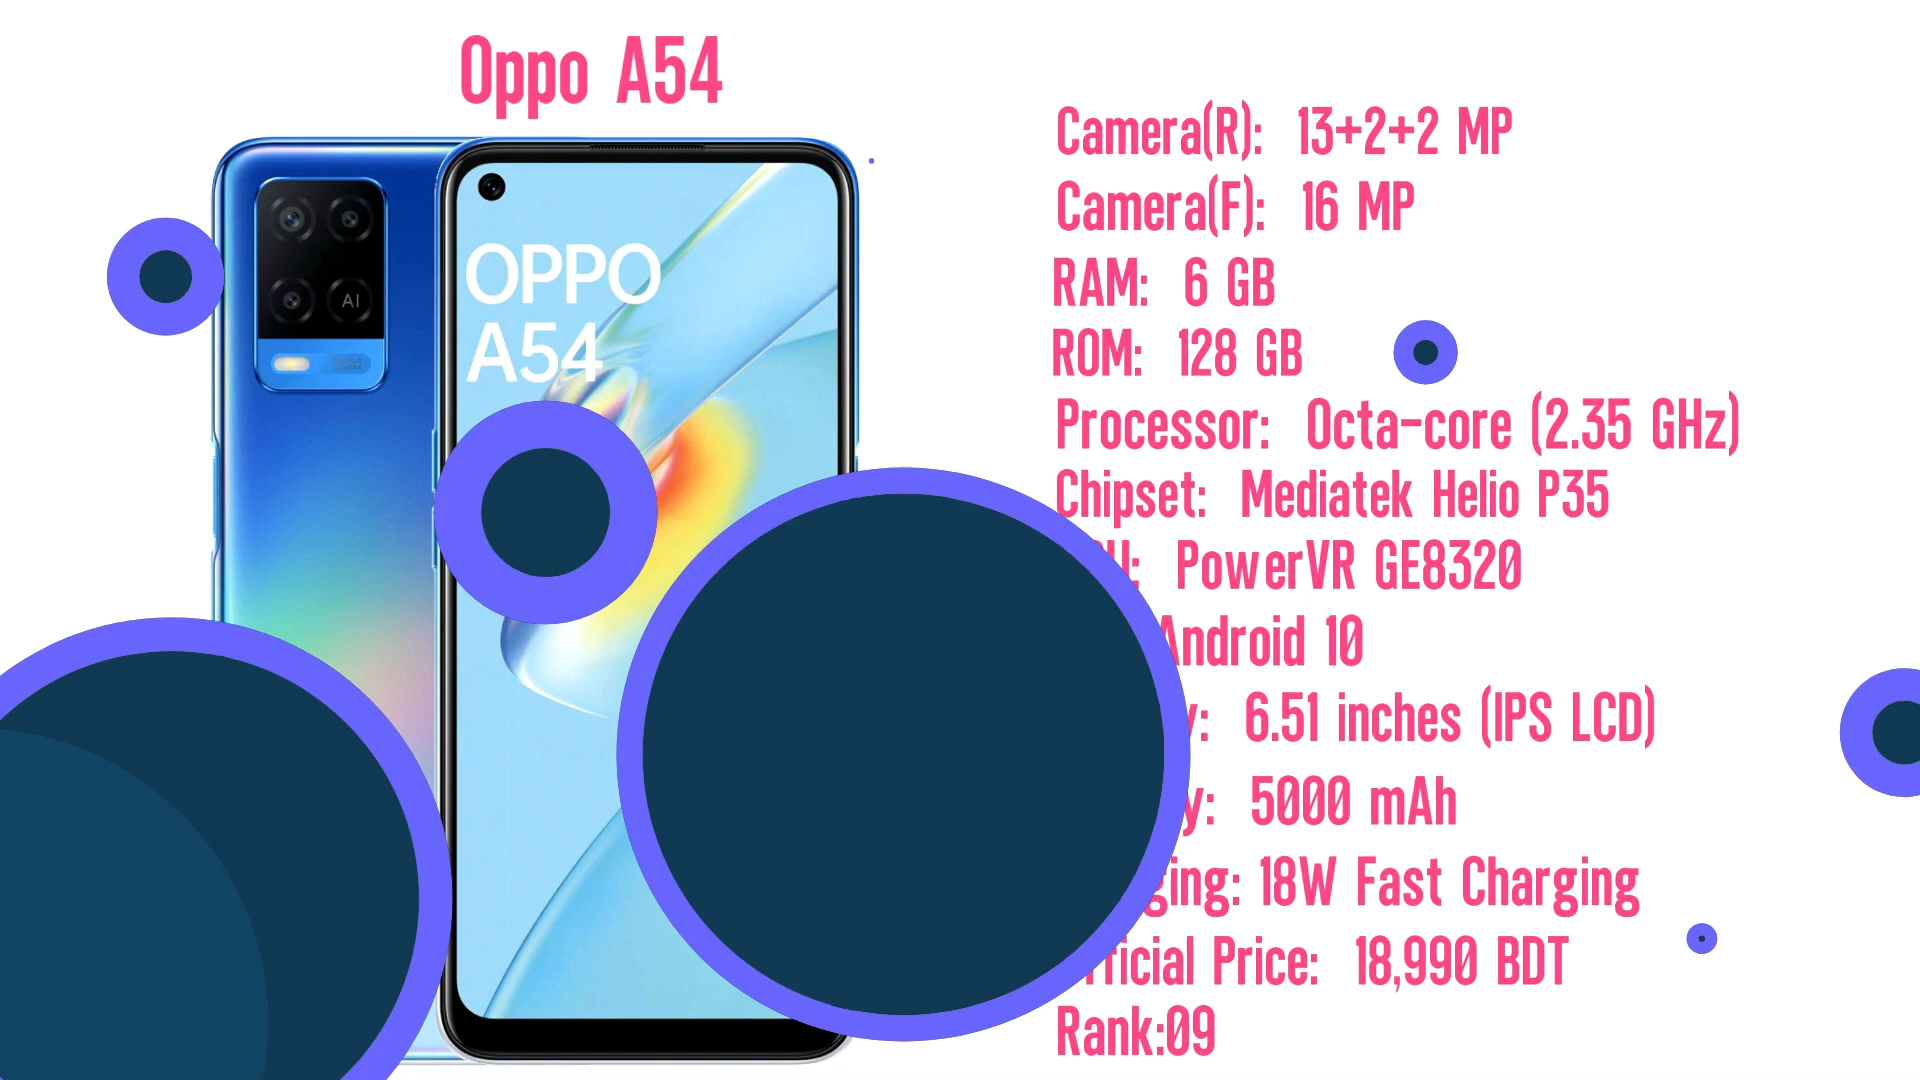 Oppo A54
AI
OPPO
A54
Camera(R): 13+2+2 MP
Camera(F): 16 MP
RAM: 6 GB
ROM: 128 GB
Processor: Octa-core (2.35 GHz)
Chipset: Mediatek Helio P35
PowerVR GE8320
Android 10
6.51 inches (IPS LCD)
5000 mAh
18W Fast Charging
Price: 18,990 BDT
Rank:09